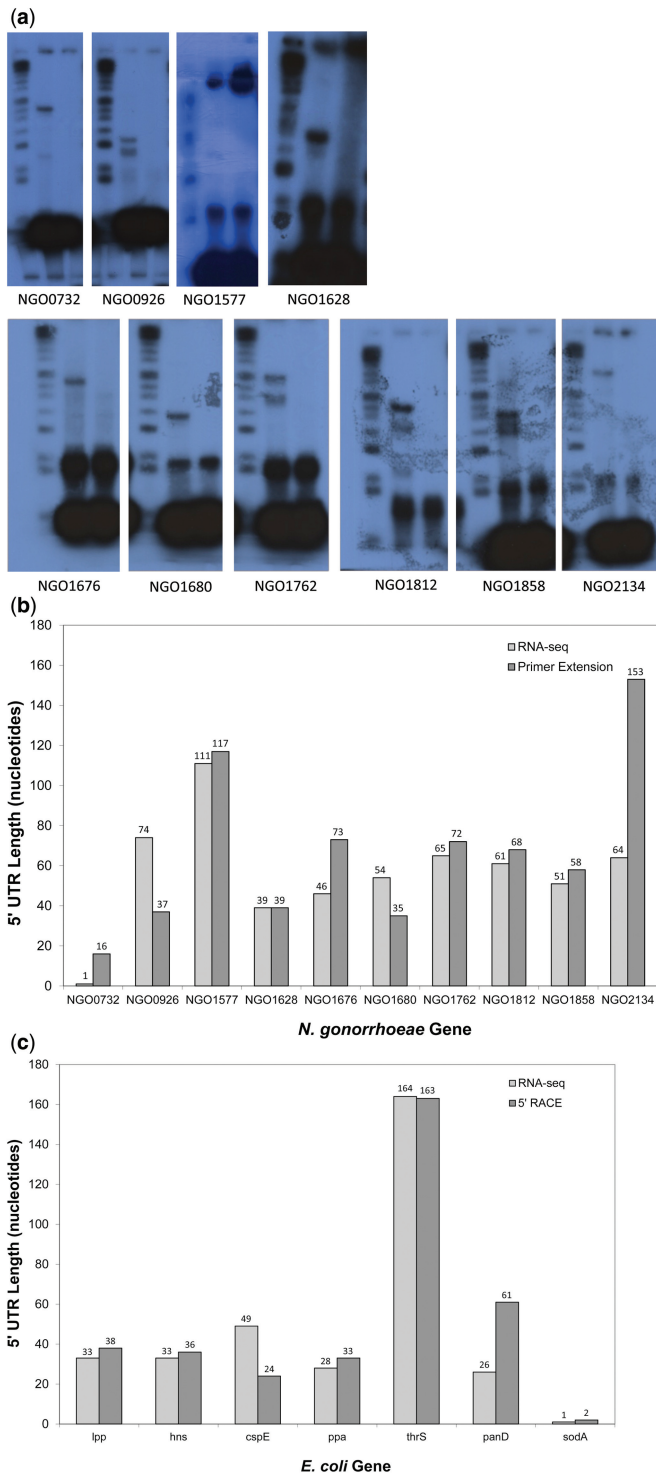 (a)
NGO0732 NGO0926 NGO1577 NGO1628
NGO1676 NGO1680 NGO1762 NGO1812 NGO1858 NGO2134
(b)
180
160
140
120
100
80
60
40
20
0
5' UTR Length (nucleotides)
RNA-seq
Primer Extension
1 16 74 37 111 117 39 39 46 73 54 35 65 72 61 68 51 58 64 153
NGO0732 NGO0926 NGO1577 NGO1628 NGO1676 NGO1680 NGO1762 NGO1812 NGO1858 NGO2134
N. gonorrhoeae Gene
(c)
180
160
140
120
100
80
60
40
20
0
5' UTR Length (nucleotides)
RNA-seq
5' RACE
33 38 33 36 49 24 28 33 164 163 26 61 1 2
lpp hns cspE ppa thrS panD sodA
E. coli Gene